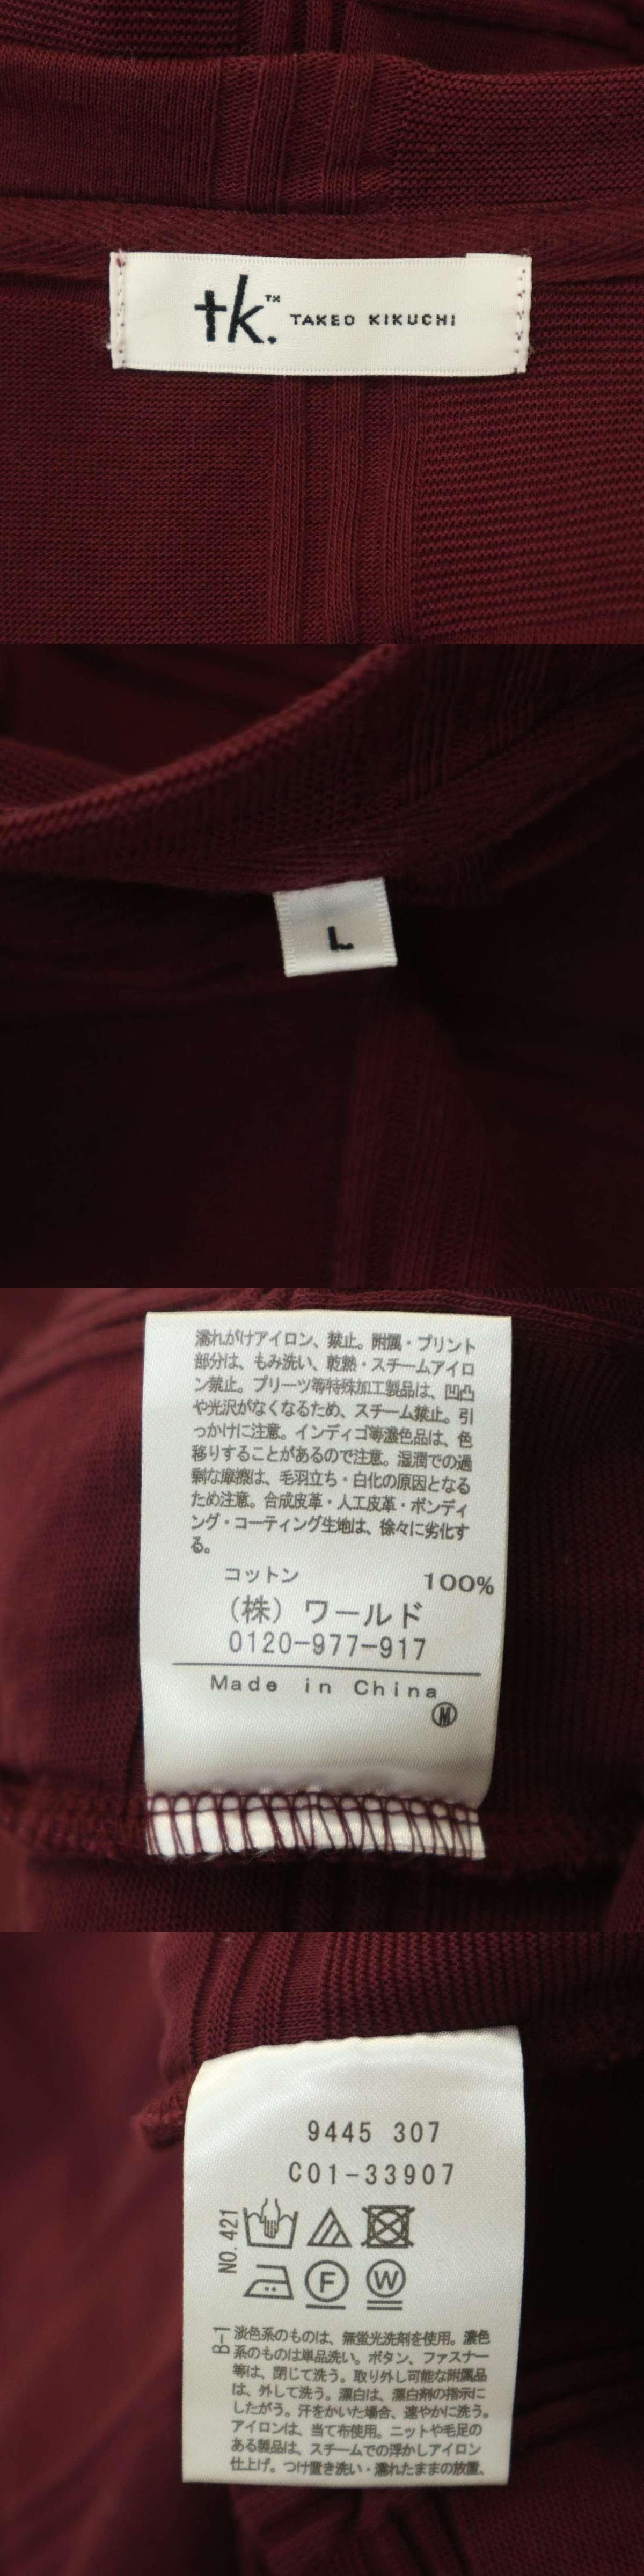 tk.™ TAKEO KIKUCHI
L
濡れがけアイロン、禁止。附属・プリント
部分は、もみ洗い、乾熱・スチームアイロ
ン禁止。プリーツ等特殊加工製品は、凹凸
や光沢がなくなるため、スチーム禁止。引
っかけに注意。インディゴ等濃色品は、色
移りすることがあるので注意。湿潤での過
剰な摩擦は、毛羽立ち・白化の原因となる
ため注意。合成皮革・人工皮革・ボンディ
ング・コーティング生地は、徐々に劣化す
る。
コットン 100%
(株) ワールド
0120-977-917
Made in China
Ⓜ
9445 307
C01-33907
NO.421
F W
B-1
淡色系のものは、無蛍光洗剤を使用。濃色
系のものは単品洗い。ボタン、ファスナー
等は、閉じて洗う。取り外し可能な附属品
は、外して洗う。漂白は、漂白剤の指示に
したがう。汗をかいた場合、速やかに洗う。
アイロンは、当て布使用。ニットや毛足の
ある製品は、スチームでの浮かしアイロン
仕上げ。つけ置き洗い・濡れたままの放置、